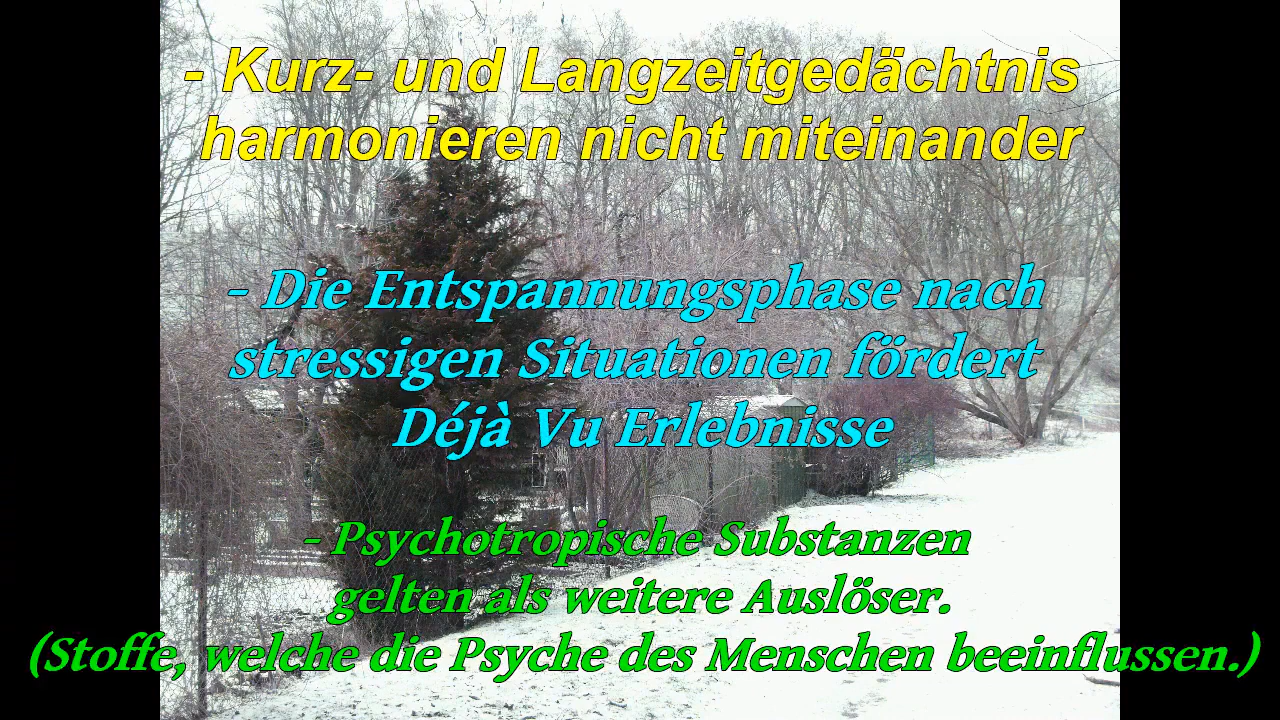 - Kurz- und Langzeitgedächtnis
harmonieren nicht miteinander
- Die Entspannungsphase nach
stressigen Situationen fördert
Déjà Vu Erlebnisse
- Psychotropische Substanzen
gelten als weitere Auslöser.
(Stoffe, welche die Psyche des Menschen beeinflussen.)